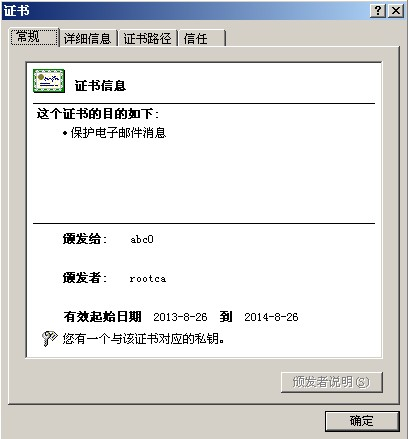 证书
常规 详细信息 证书路径 信任
证书信息
这个证书的目的如下:
•保护电子邮件消息
颁发给: abc0
颁发者: rootca
有效起始日期 2013-8-26 到 2014-8-26
您有一个与该证书对应的私钥。
颁发者说明(S)
确定